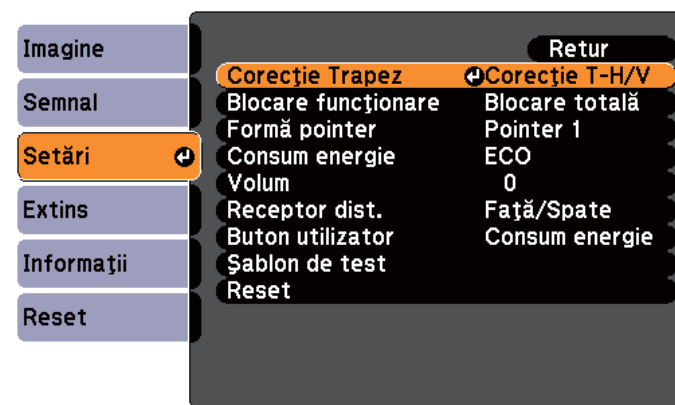 Imagine
Semnal
Setări
Extins
Informaţii
Reset
Retur
Corecţie Trapez Corecţie T-H/V
Blocare funcţionare Blocare totală
Formă pointer Pointer 1
Consum energie ECO
Volum 0
Receptor dist. Faţă/Spate
Buton utilizator Consum energie
Şablon de test
Reset